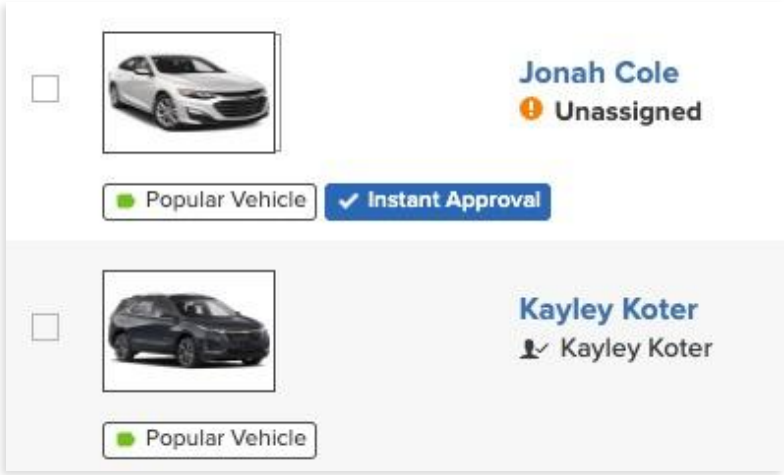 Jonah Cole
Unassigned
Popular Vehicle
Instant Approval
Kayley Koter
Kayley Koter
Popular Vehicle